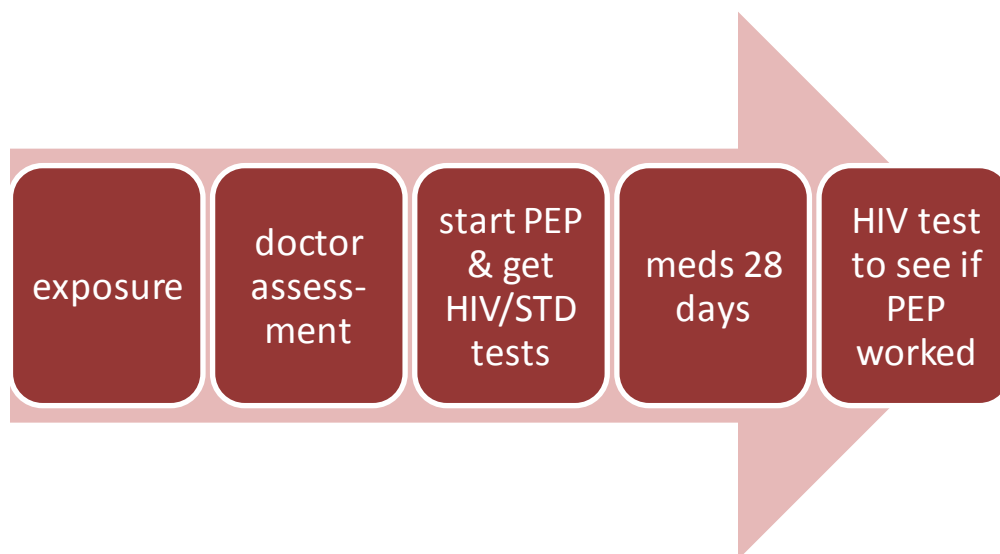 exposure
doctor
assess-
ment
start PEP
& get
HIV/STD
tests
meds 28
days
HIV test
to see if
PEP
worked